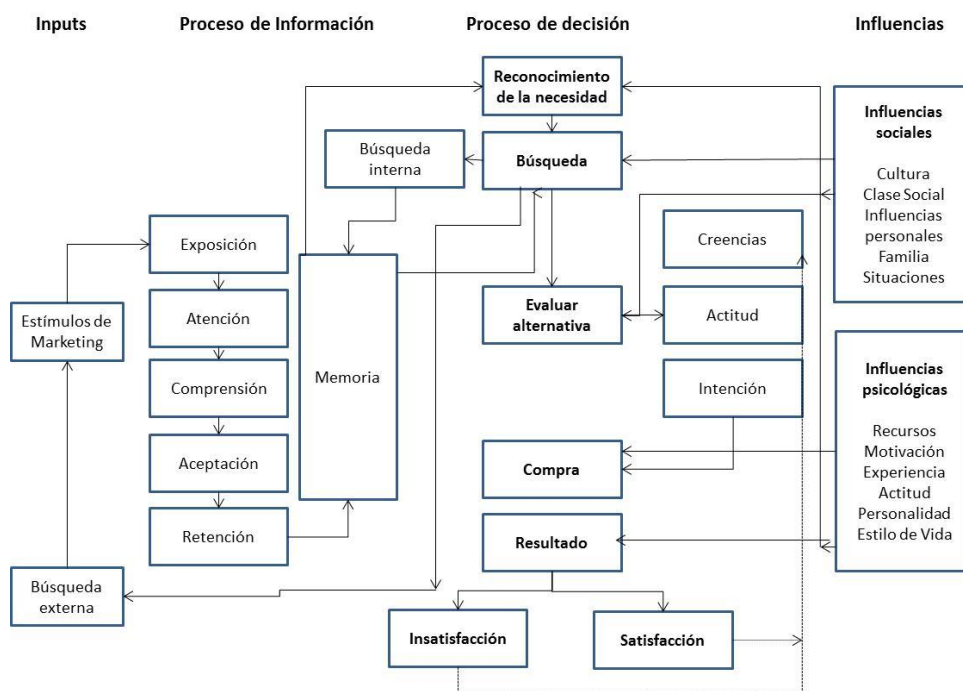 Inputs
Proceso de Información
Proceso de decisión
Influencias
Reconocimiento
de la necesidad
Búsqueda
interna
Búsqueda
Influencias
sociales
Cultura
Clase Social
Influencias
personales
Familia
Situaciones
Exposición
Creencias
Atención
Estímulos de
Marketing
Memoria
Evaluar
alternativa
Actitud
Comprensión
Intención
Influencias
psicológicas
Recursos
Motivación
Experiencia
Actitud
Personalidad
Estilo de Vida
Aceptación
Compra
Retención
Resultado
Búsqueda
externa
Insatisfacción
Satisfacción